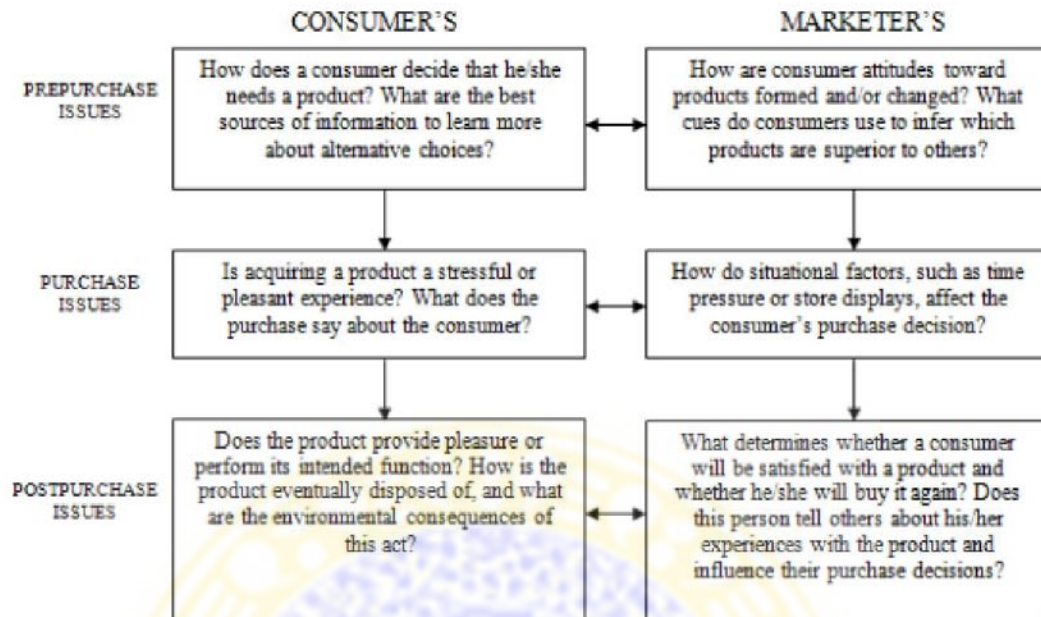 CONSUMER'S
MARKETER'S
PREPURCHASE
ISSUES
How does a consumer decide that he/she
needs a product? What are the best
sources of information to learn more
about alternative choices?
How are consumer attitudes toward
products formed and/or changed? What
cues do consumers use to infer which
products are superior to others?
PURCHASE
ISSUES
Is acquiring a product a stressful or
pleasant experience? What does the
purchase say about the consumer?
How do situational factors, such as time
pressure or store displays, affect the
consumer's purchase decision?
POSTPURCHASE
ISSUES
Does the product provide pleasure or
perform its intended function? How is the
product eventually disposed of, and what
are the environmental consequences of
this act?
What determines whether a consumer
will be satisfied with a product and
whether he/she will buy it again? Does
this person tell others about his/her
experiences with the product and
influence their purchase decisions?